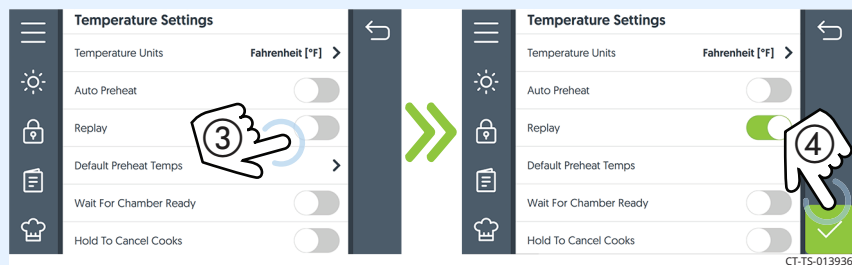 Temperature Settings
Temperature Units Fahrenheit [°F]
Auto Preheat
Replay
3
Default Preheat Temps
Wait For Chamber Ready
Hold To Cancel Cooks
Temperature Settings
Temperature Units Fahrenheit [°F]
Auto Preheat
Replay
4
Default Preheat Temps
Wait For Chamber Ready
Hold To Cancel Cooks
CT-TS-013936